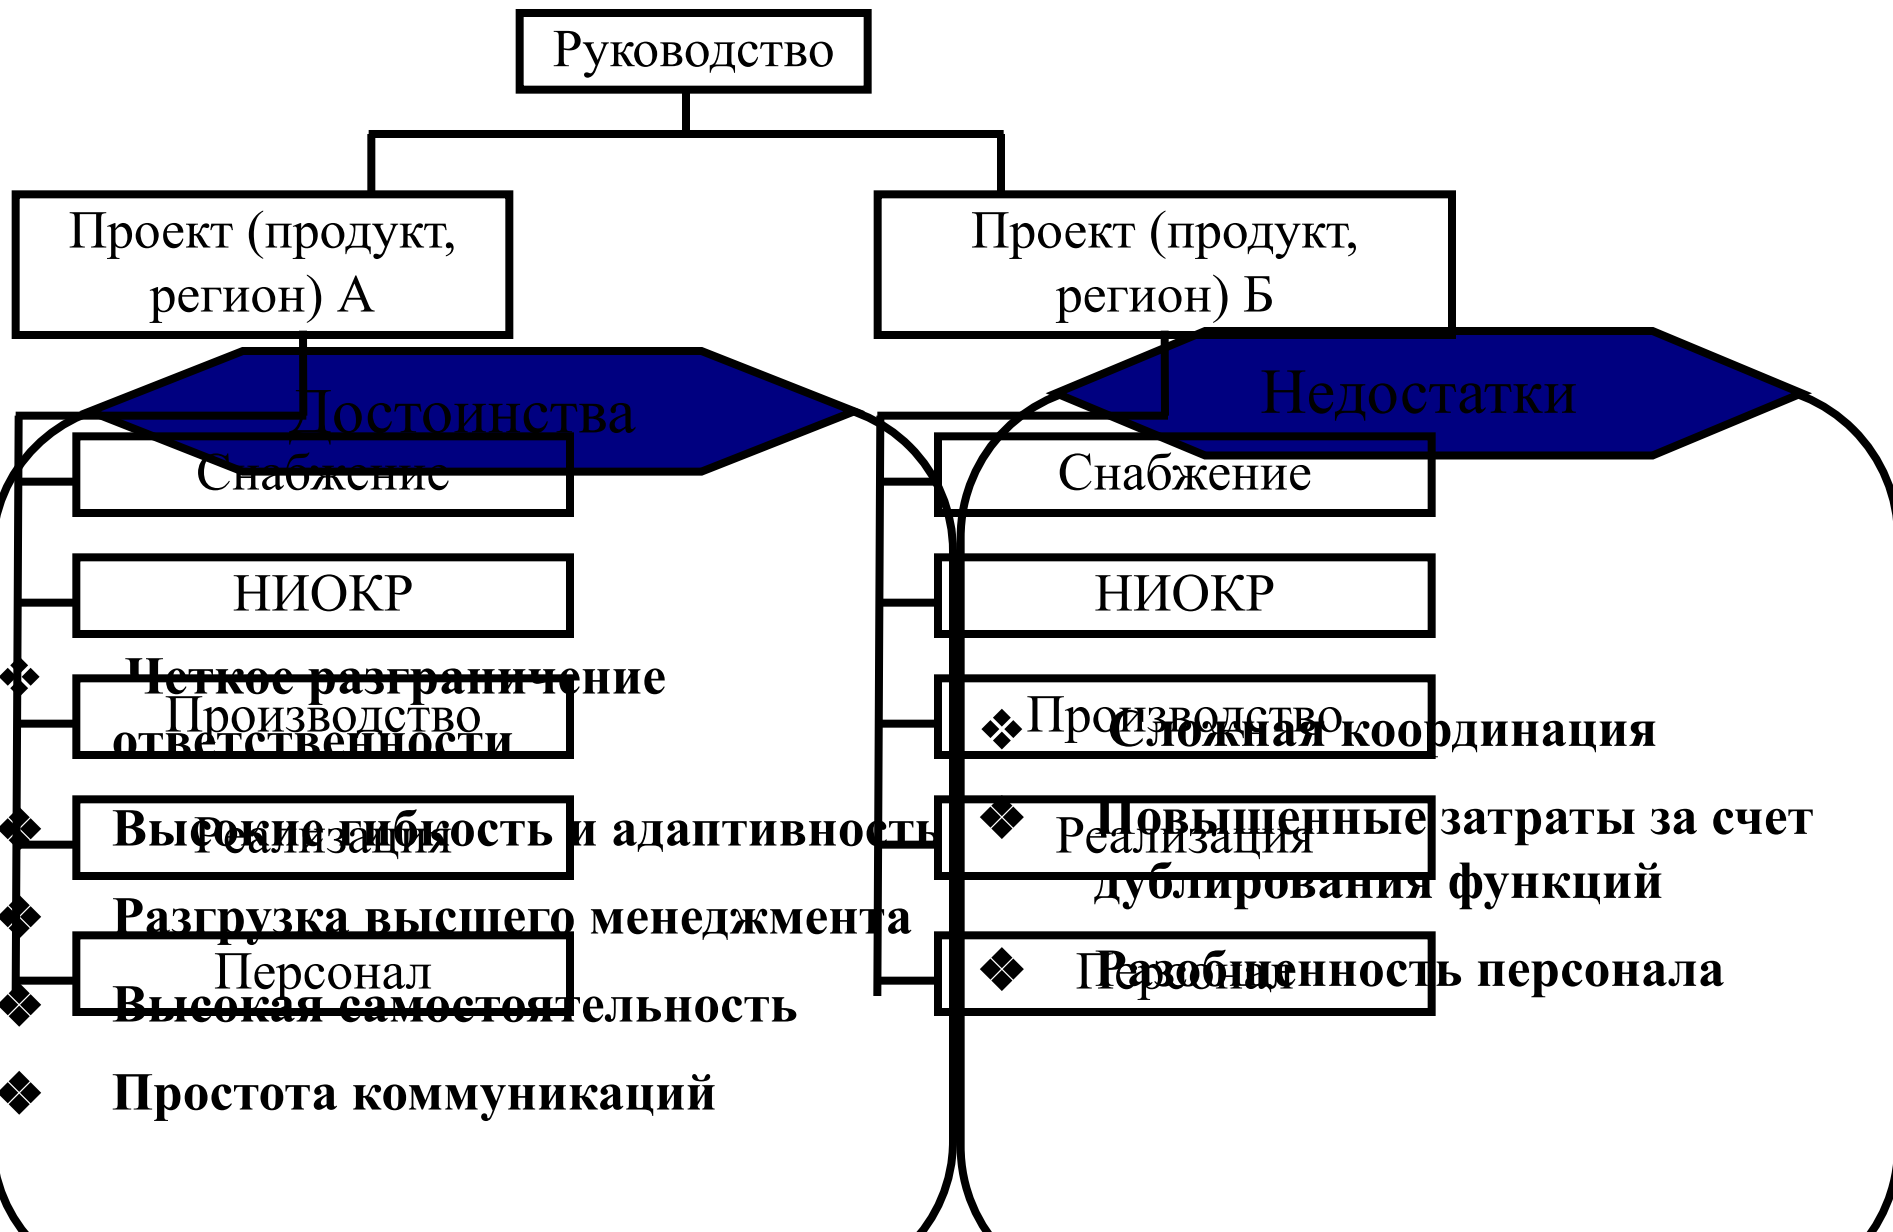 Руководство
Проект (продукт,
регион) А
Проект (продукт,
регион) Б
Достоинства
Недостатки
Снабжение
Снабжение
НИОКР
НИОКР
Четкое разграничение
ответственности
Производство
Производство
Сложная координация
Высокие гибкость и адаптивность
Реализация
Реализация
Повышенные затраты за счет
дублирования функций
Разгрузка высшего менеджмента
Персонал
Персонал
Разобщенность персонала
Высокая самостоятельность
Простота коммуникаций